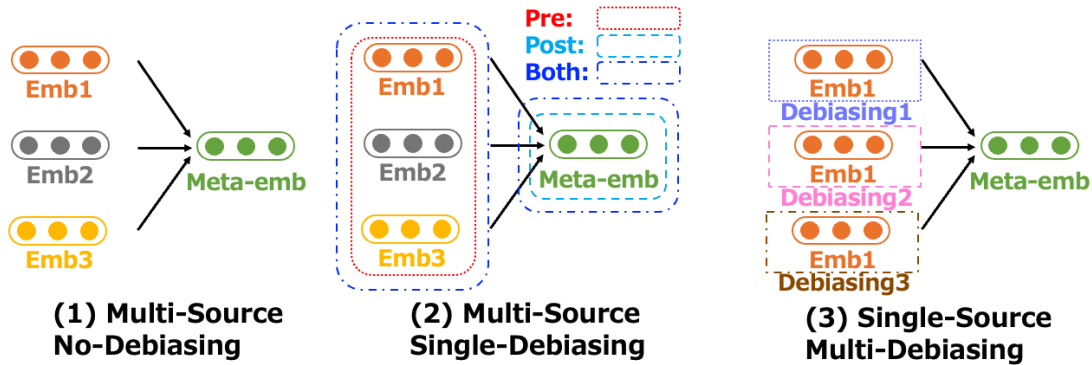 Emb1
Emb2
Emb3
Meta-emb
(1) Multi-Source
No-Debiasing
Pre:
Post:
Both:
Emb1
Emb2
Emb3
Meta-emb
(2) Multi-Source
Single-Debiasing
Emb1
Debiasing1
Emb1
Debiasing2
Emb1
Debiasing3
Meta-emb
(3) Single-Source
Multi-Debiasing